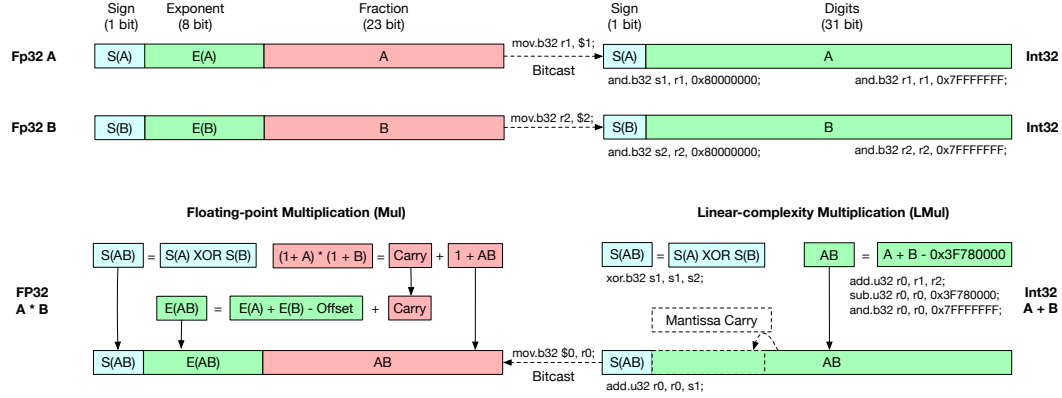 Sign
(1 bit)
Exponent
(8 bit)
Fraction
(23 bit)
Sign
(1 bit)
Digits
(31 bit)
Fp32 A
S(A)
E(A)
A
mov.b32 r1, $1;
Bitcast
S(A)
A
Int32
and.b32 s1, r1, 0x80000000;
and.b32 r1, r1, 0x7FFFFFFF;
Fp32 B
S(B)
E(B)
B
mov.b32 r2, $2;
Bitcast
S(B)
B
Int32
and.b32 s2, r2, 0x80000000;
and.b32 r2, r2, 0x7FFFFFFF;
Floating-point Multiplication (Mul)
S(AB) = S(A) XOR S(B)
(1+ A) * (1 + B) = Carry + 1 + AB
FP32
A * B
E(AB) = E(A) + E(B) - Offset + Carry
S(AB)
E(AB)
AB
mov.b32 $0, r0;
Bitcast
Linear-complexity Multiplication (LMul)
S(AB) = S(A) XOR S(B)
xor.b32 s1, s1, s2;
AB = A + B - 0x3F780000
add.u32 r0, r1, r2;
sub.u32 r0, r0, 0x3F780000;
and.b32 r0, r0, 0x7FFFFFFF;
Int32
A + B
Mantissa Carry
S(AB)
AB
add.u32 r0, r0, s1;